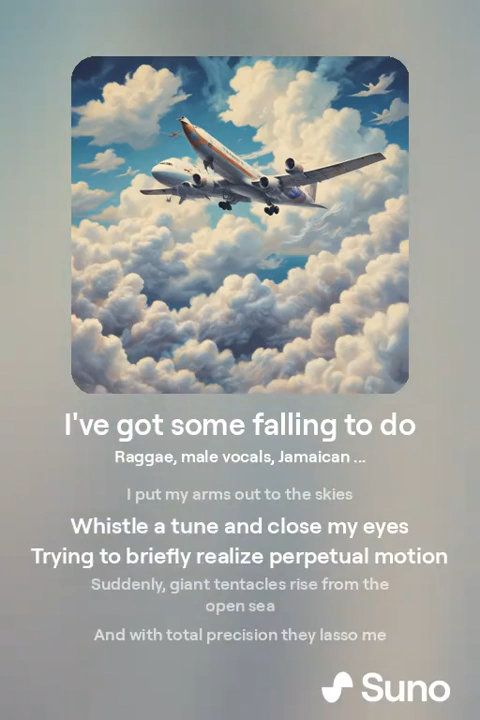 I've got some falling to do
Raggae, male vocals, Jamaican ...
I put my arms out to the skies
Whistle a tune and close my eyes
Trying to briefly realize perpetual motion
Suddenly, giant tentacles rise from the
open sea
And with total precision they lasso me
Suno